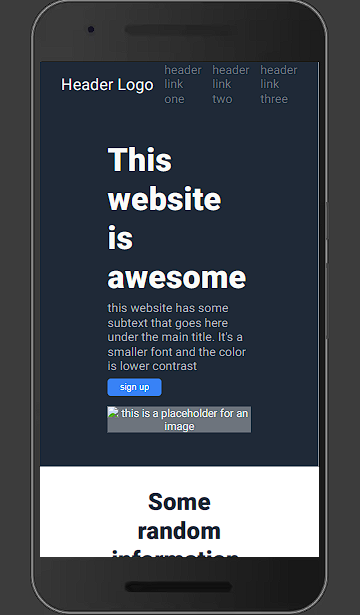 Header Logo
header link one
header link two
header link three
This
website
is
awesome
this website has some
subtext that goes here
under the main title. It's a
smaller font and the color
is lower contrast
sign up
this is a placeholder for an
image
Some
random
information